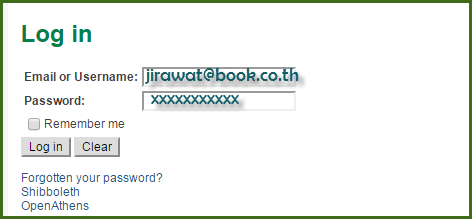 Log in
Email or Username: jirawat@book.co.th
Password: xxxxxxxxxxx
Remember me
Log in Clear
Forgotten your password?
Shibboleth
OpenAthens